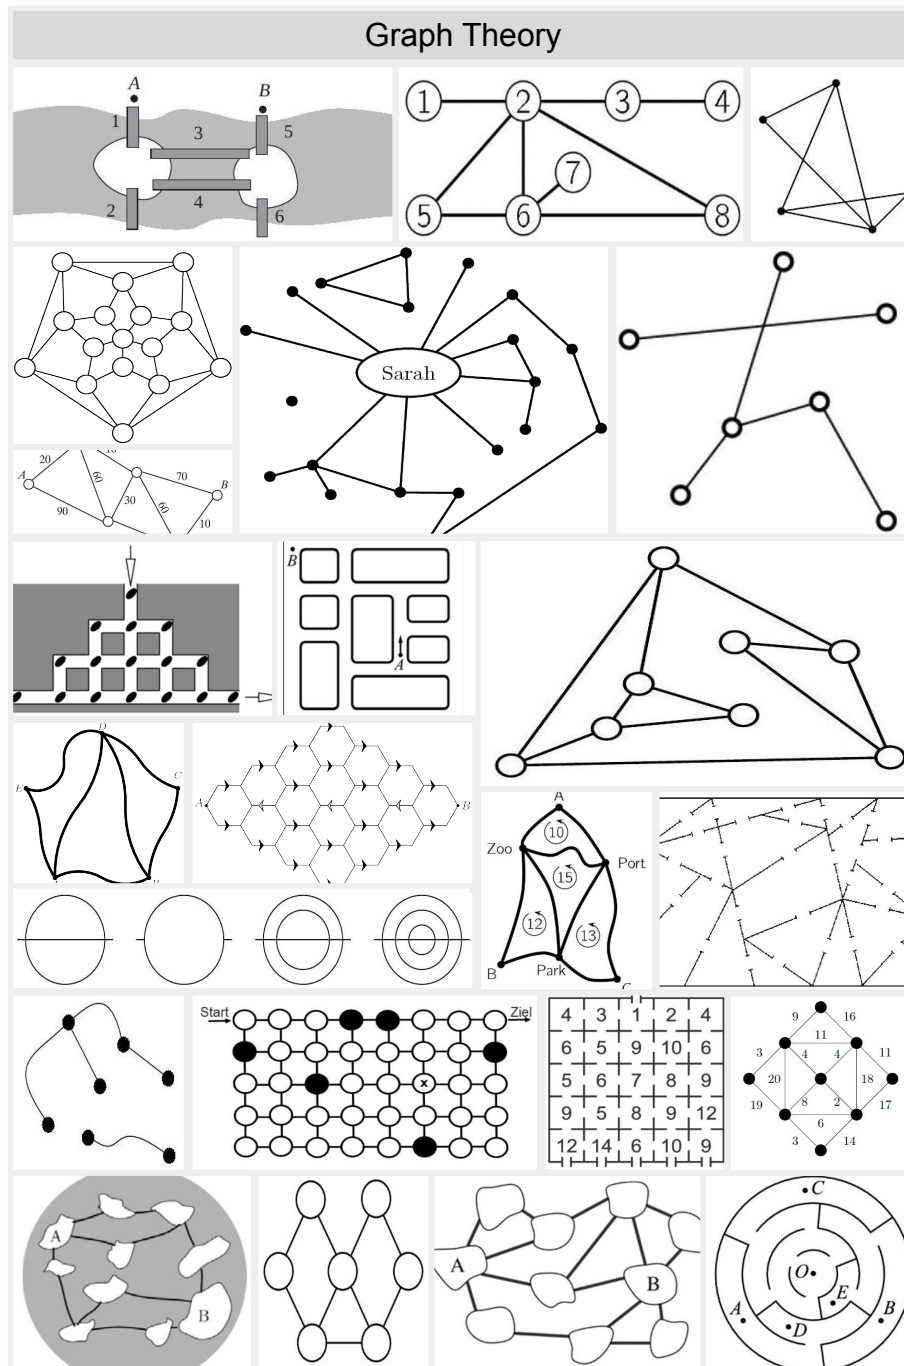 Graph Theory
A
B
1
3
5
2
4
6
1
2
3
4
7
5
6
8
Sarah
20
A
60
70
B
90
30
60
10
B
A
D
E
C
A
B
A
10
Zoo
Port
15
12
13
B
Park
Start
Ziel
x
4 3 1 2 4
6 5 9 10 6
5 6 7 8 9
9 5 8 9 12
12 14 6 10 9
9
16
11
3
4
4
11
20
18
19
8
2
17
6
3
14
A
B
A
B
C
O
E
A
D
B